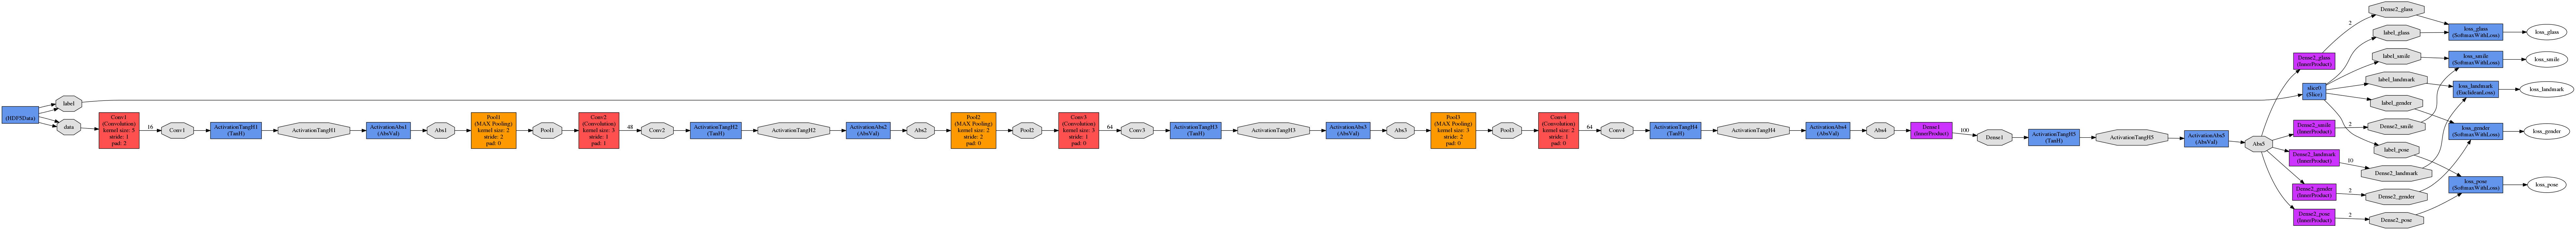 (HDF5Data)
label
data
Conv1
(Convolution)
kernel size: 5
stride: 1
pad: 2
16
Conv1
ActivationTangH1
(TanH)
ActivationTangH1
ActivationAbs1
(AbsVal)
Abs1
Pool1
(MAX Pooling)
kernel size: 2
stride: 2
pad: 0
Pool1
Conv2
(Convolution)
kernel size: 3
stride: 1
pad: 1
48
Conv2
ActivationTangH2
(TanH)
ActivationTangH2
ActivationAbs2
(AbsVal)
Abs2
Pool2
(MAX Pooling)
kernel size: 2
stride: 2
pad: 0
Pool2
Conv3
(Convolution)
kernel size: 3
stride: 1
pad: 0
64
Conv3
ActivationTangH3
(TanH)
ActivationTangH3
ActivationAbs3
(AbsVal)
Abs3
Pool3
(MAX Pooling)
kernel size: 3
stride: 2
pad: 0
Pool3
Conv4
(Convolution)
kernel size: 2
stride: 1
pad: 0
64
Conv4
ActivationTangH4
(TanH)
ActivationTangH4
ActivationAbs4
(AbsVal)
Abs4
Dense1
(InnerProduct)
100
Dense1
ActivationTangH5
(TanH)
ActivationTangH5
ActivationAbs5
(AbsVal)
Abs5
Dense2_glass
(InnerProduct)
slicer0
(Slice)
Dense2_smile
(InnerProduct)
Dense2_landmark
(InnerProduct)
Dense2_gender
(InnerProduct)
Dense2_pose
(InnerProduct)
2
2
10
2
2
Dense2_glass
label_glass
label_smile
label_landmark
label_gender
Dense2_smile
label_pose
Dense2_landmark
Dense2_gender
Dense2_pose
loss_glass
(SoftmaxWithLoss)
loss_smile
(SoftmaxWithLoss)
loss_landmark
(EuclideanLoss)
loss_gender
(SoftmaxWithLoss)
loss_pose
(SoftmaxWithLoss)
loss_glass
loss_smile
loss_landmark
loss_gender
loss_pose